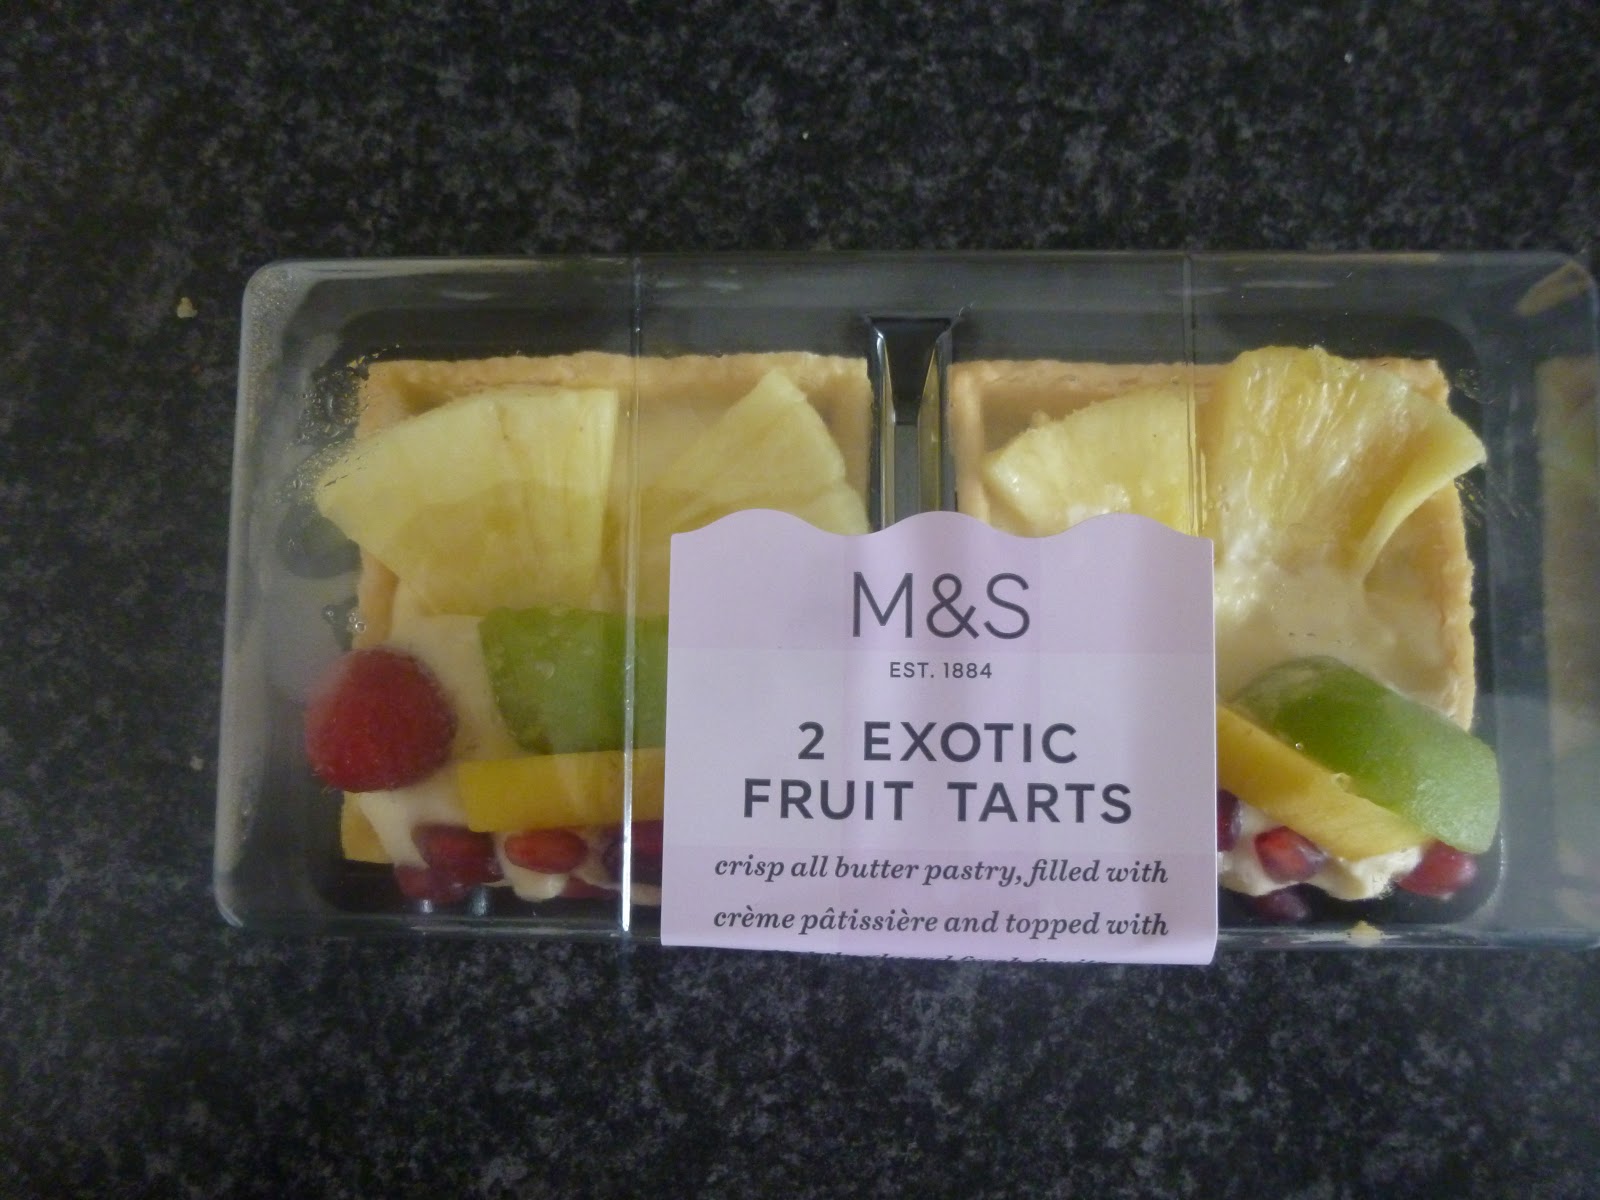 M&S
EST. 1884
2 EXOTIC
FRUIT TARTS
crisp all butter pastry, filled with
crème pâtissière and topped with